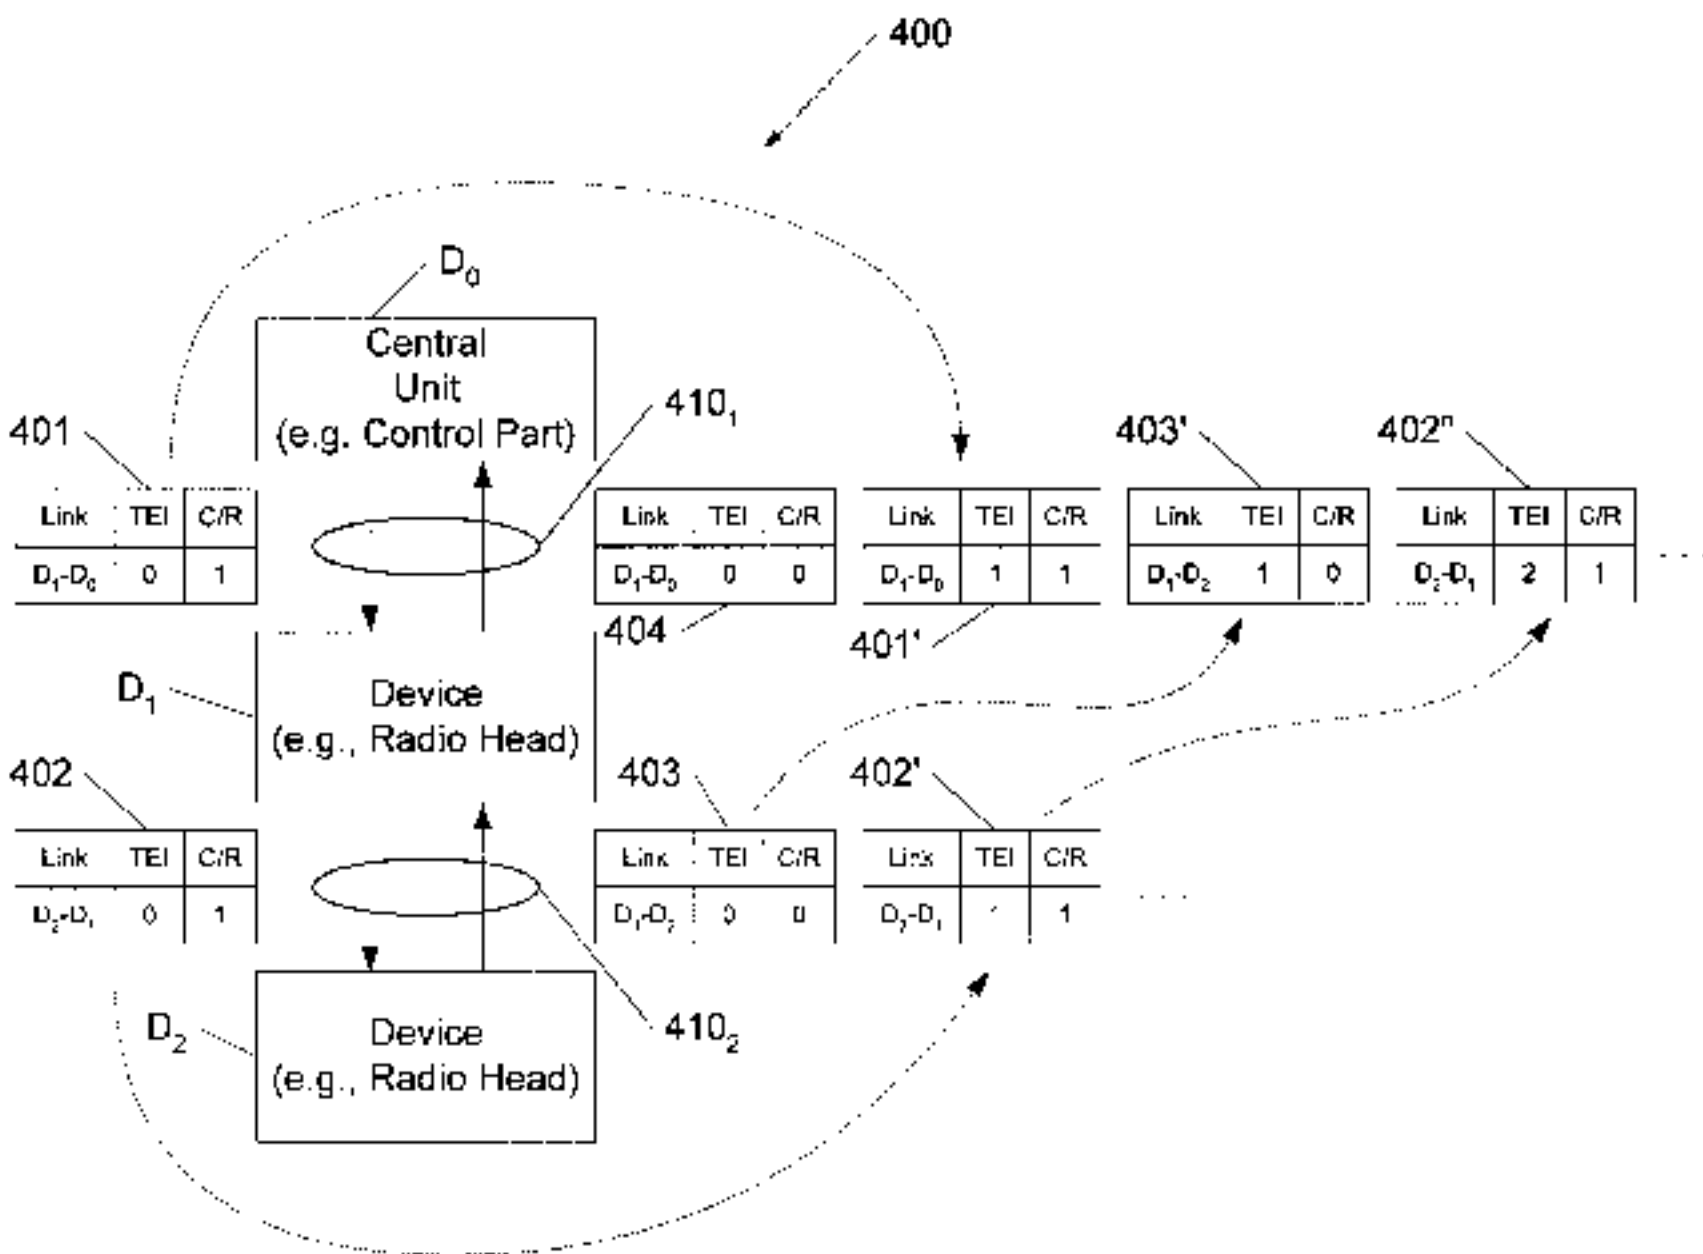 400
D₀
Central
Unit
(e.g. Control Part)
410₁
401
403'
402"
Link TEI C/R
D₁-D₀ 0 1
Link TEI C/R
D₁-D₀ 0 0
Link TEI C/R
D₁-D₀ 1 1
Link TEI C/R
D₁-D₂ 1 0
Link TEI C/R
D₂-D₁ 2 1
404
401'
D₁
Device
(e.g., Radio Head)
402
403
402'
Link TEI C/R
D₂-D₁ 0 1
Link TEI C/R
D₁-D₂ 0 0
Link TEI C/R
D₂-D₁ 1
D₂
Device
(e.g., Radio Head)
410₂